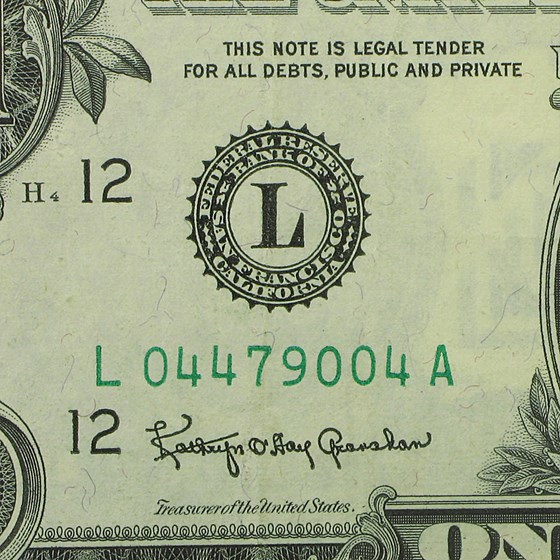 THIS NOTE IS LEGAL TENDER
FOR ALL DEBTS, PUBLIC AND PRIVATE
H4 12
FEDERAL RESERVE
BANK OF
SAN FRANCISCO
CALIFORNIA
L
L 04479004 A
12 Kathryn O'Hay Granahan
Treasurer of the United States.
ON